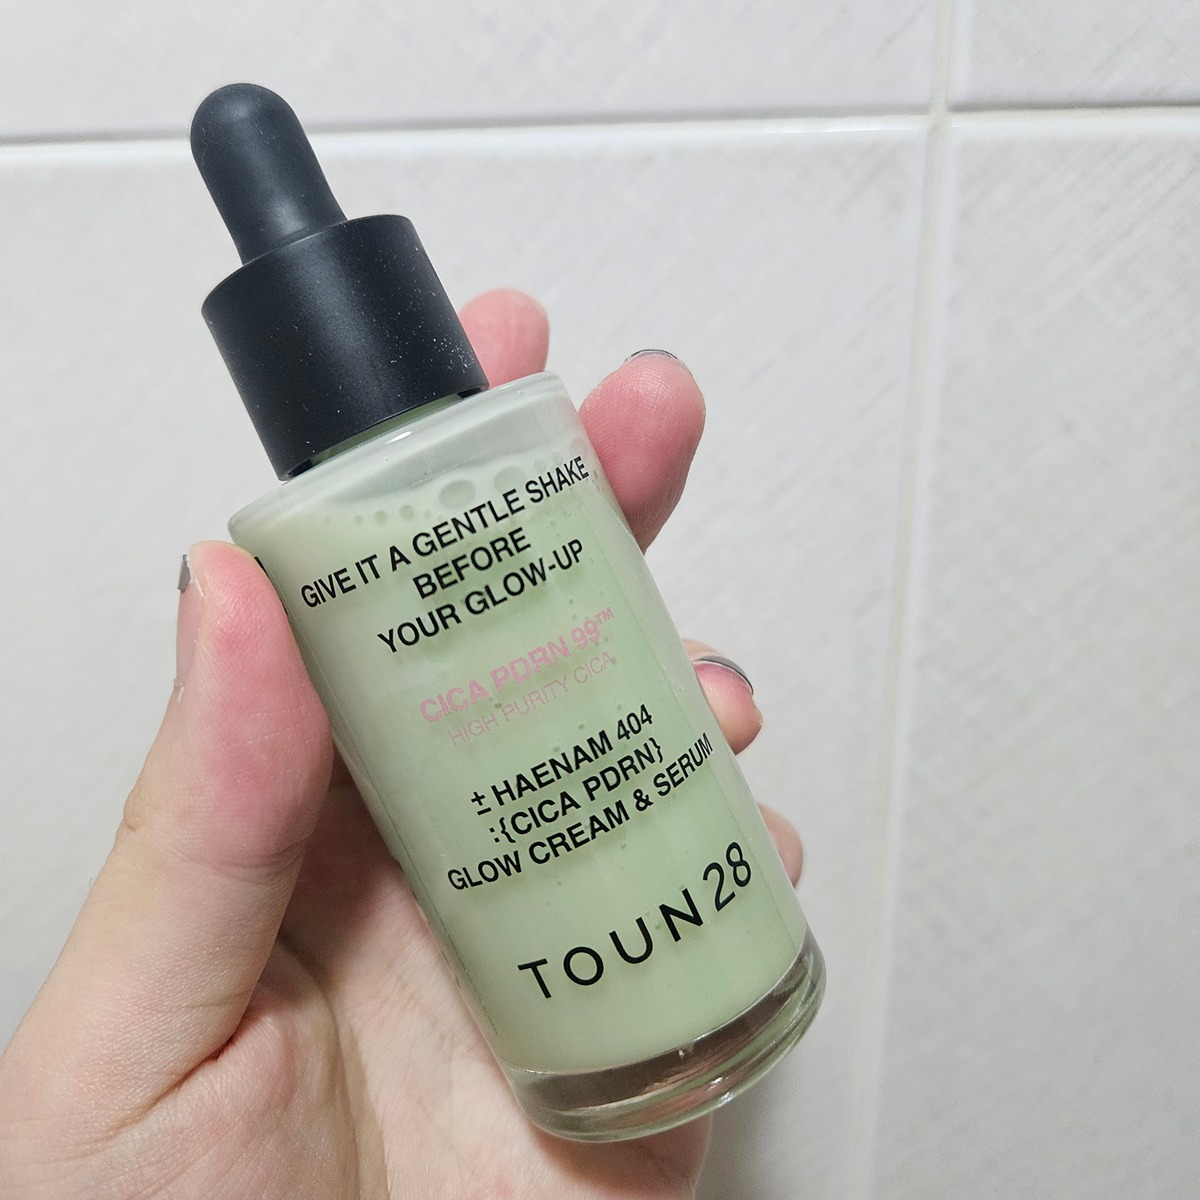 GIVE IT A GENTLE SHAKE
BEFORE
YOUR GLOW-UP
CICA PDRN 99™
HIGH PURITY CICA
± HAENAM 404
:{CICA PDRN}
GLOW CREAM & SERUM
TOUN28